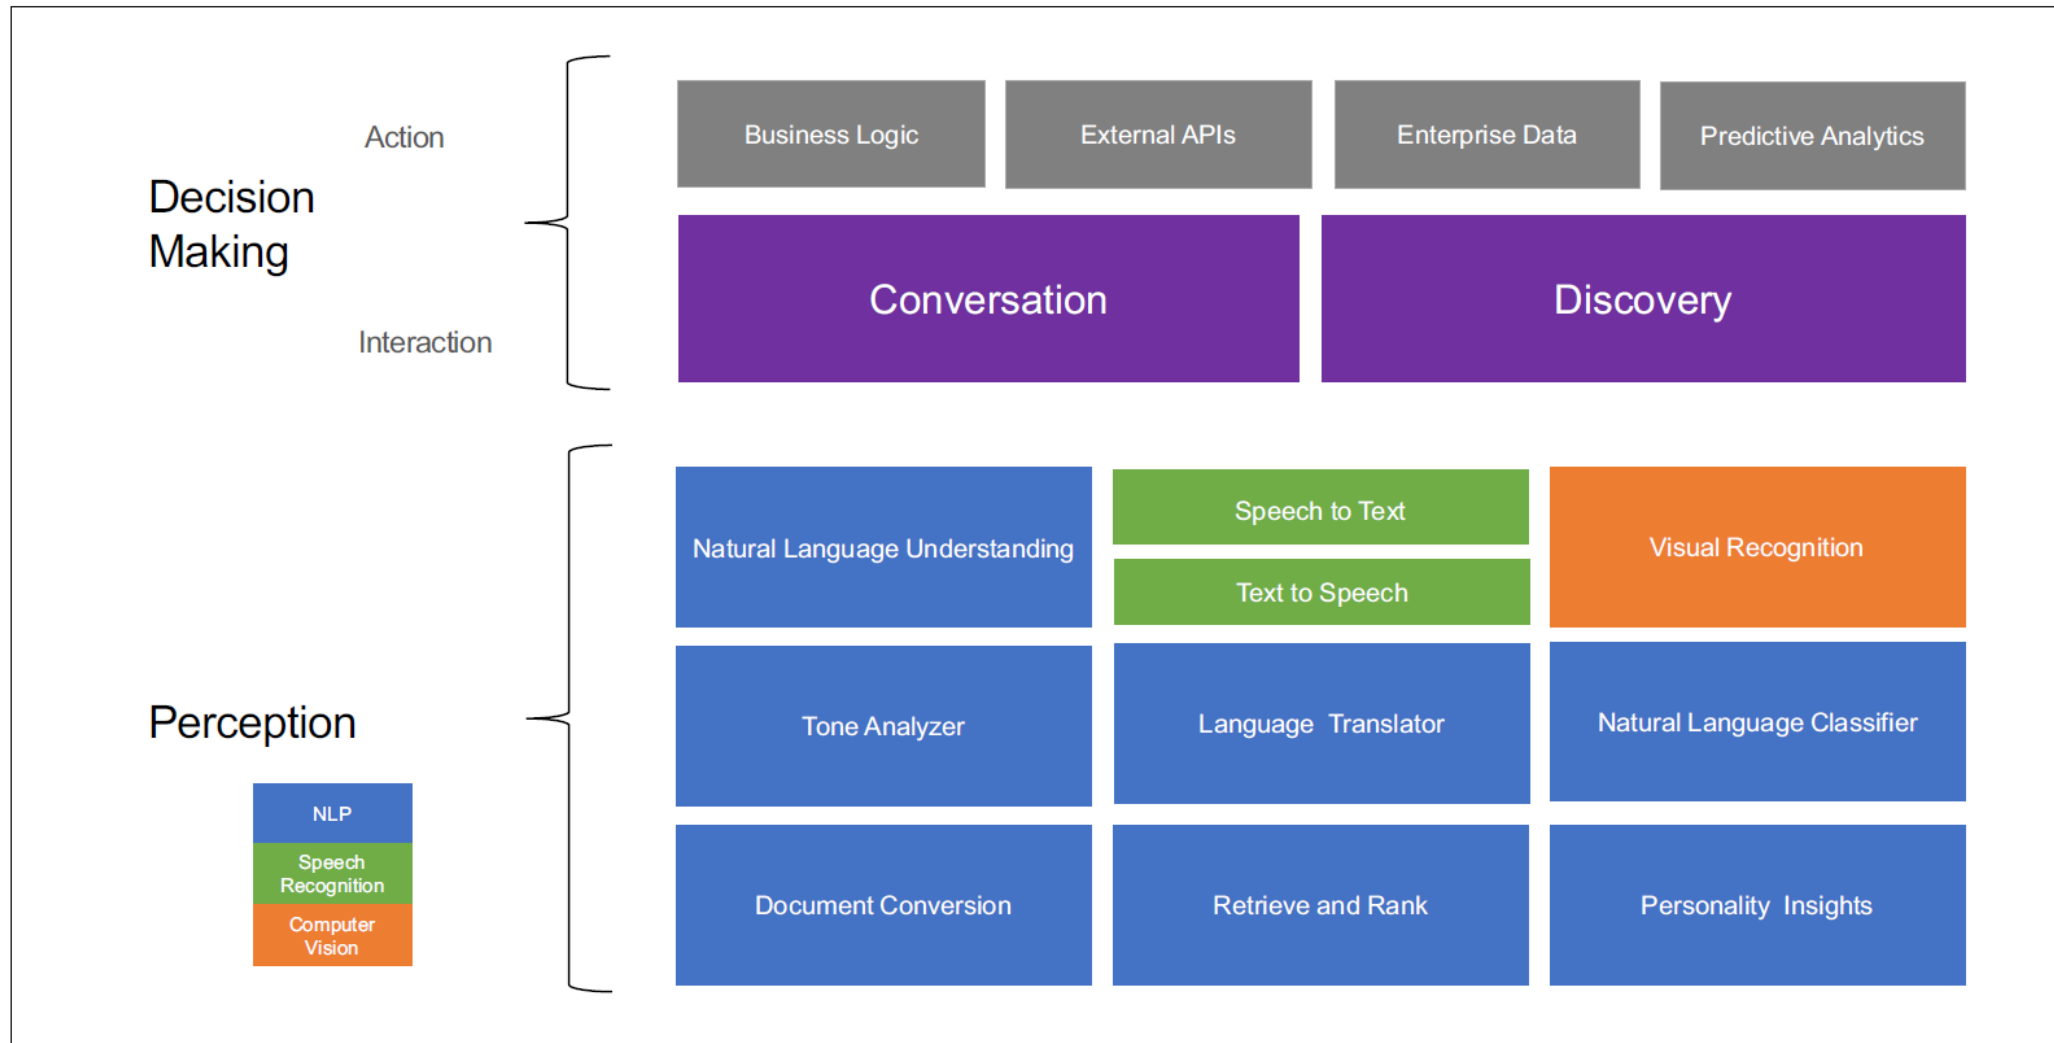 Action
Business Logic
External APIs
Enterprise Data
Predictive Analytics
Decision
Making
Conversation
Discovery
Interaction
Natural Language Understanding
Speech to Text
Text to Speech
Visual Recognition
Perception
Tone Analyzer
Language Translator
Natural Language Classifier
NLP
Speech
Recognition
Computer
Vision
Document Conversion
Retrieve and Rank
Personality Insights